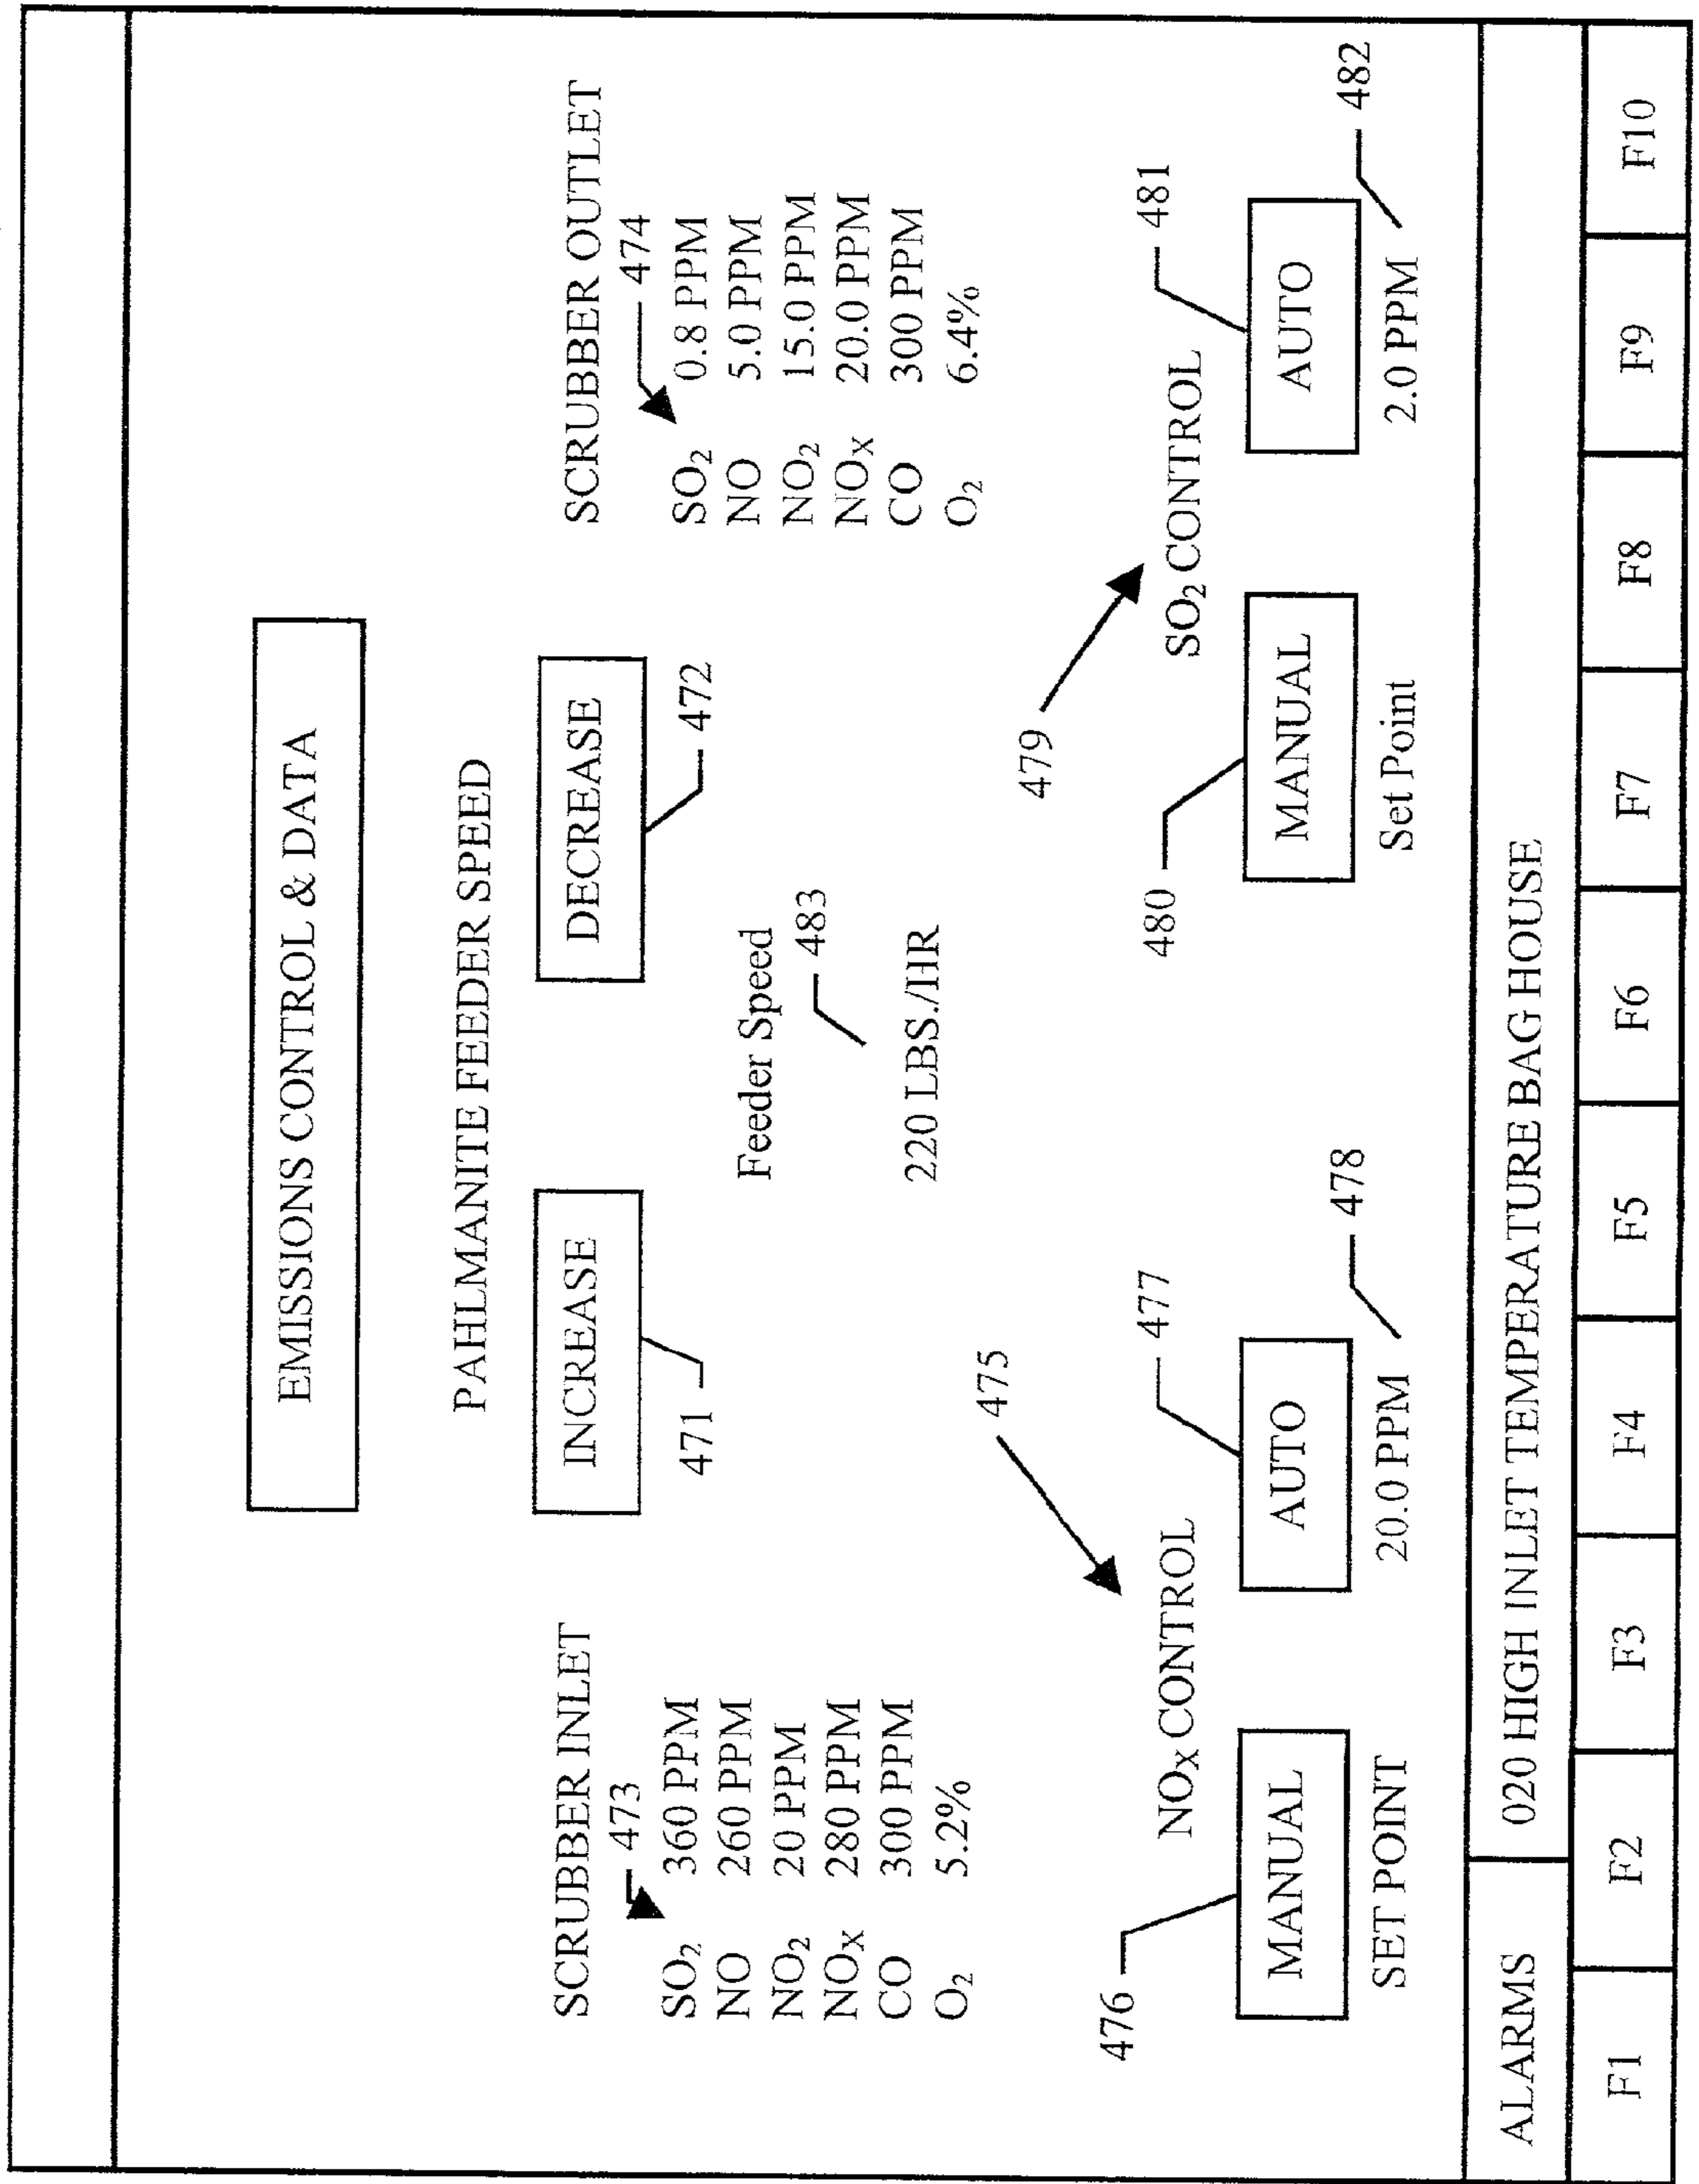 EMISSIONS CONTROL & DATA
PAHLMANITE FEEDER SPEED
INCREASE
DECREASE
471
472
Feeder Speed
483
220 LBS./HR
SCRUBBER INLET
473
SO₂ 360 PPM
NO 260 PPM
NO₂ 20 PPM
NOX 280 PPM
CO 300 PPM
O₂ 5.2%
SCRUBBER OUTLET
474
SO₂ 0.8 PPM
NO 5.0 PPM
NO₂ 15.0 PPM
NOX 20.0 PPM
CO 300 PPM
O₂ 6.4%
475
NOX CONTROL
476
477
MANUAL AUTO
478
SET POINT 20.0 PPM
479
SO₂ CONTROL
480
481
MANUAL AUTO
482
Set Point 2.0 PPM
ALARMS 020 HIGH INLET TEMPERATURE BAG HOUSE
F1 F2 F3 F4 F5 F6 F7 F8 F9 F10